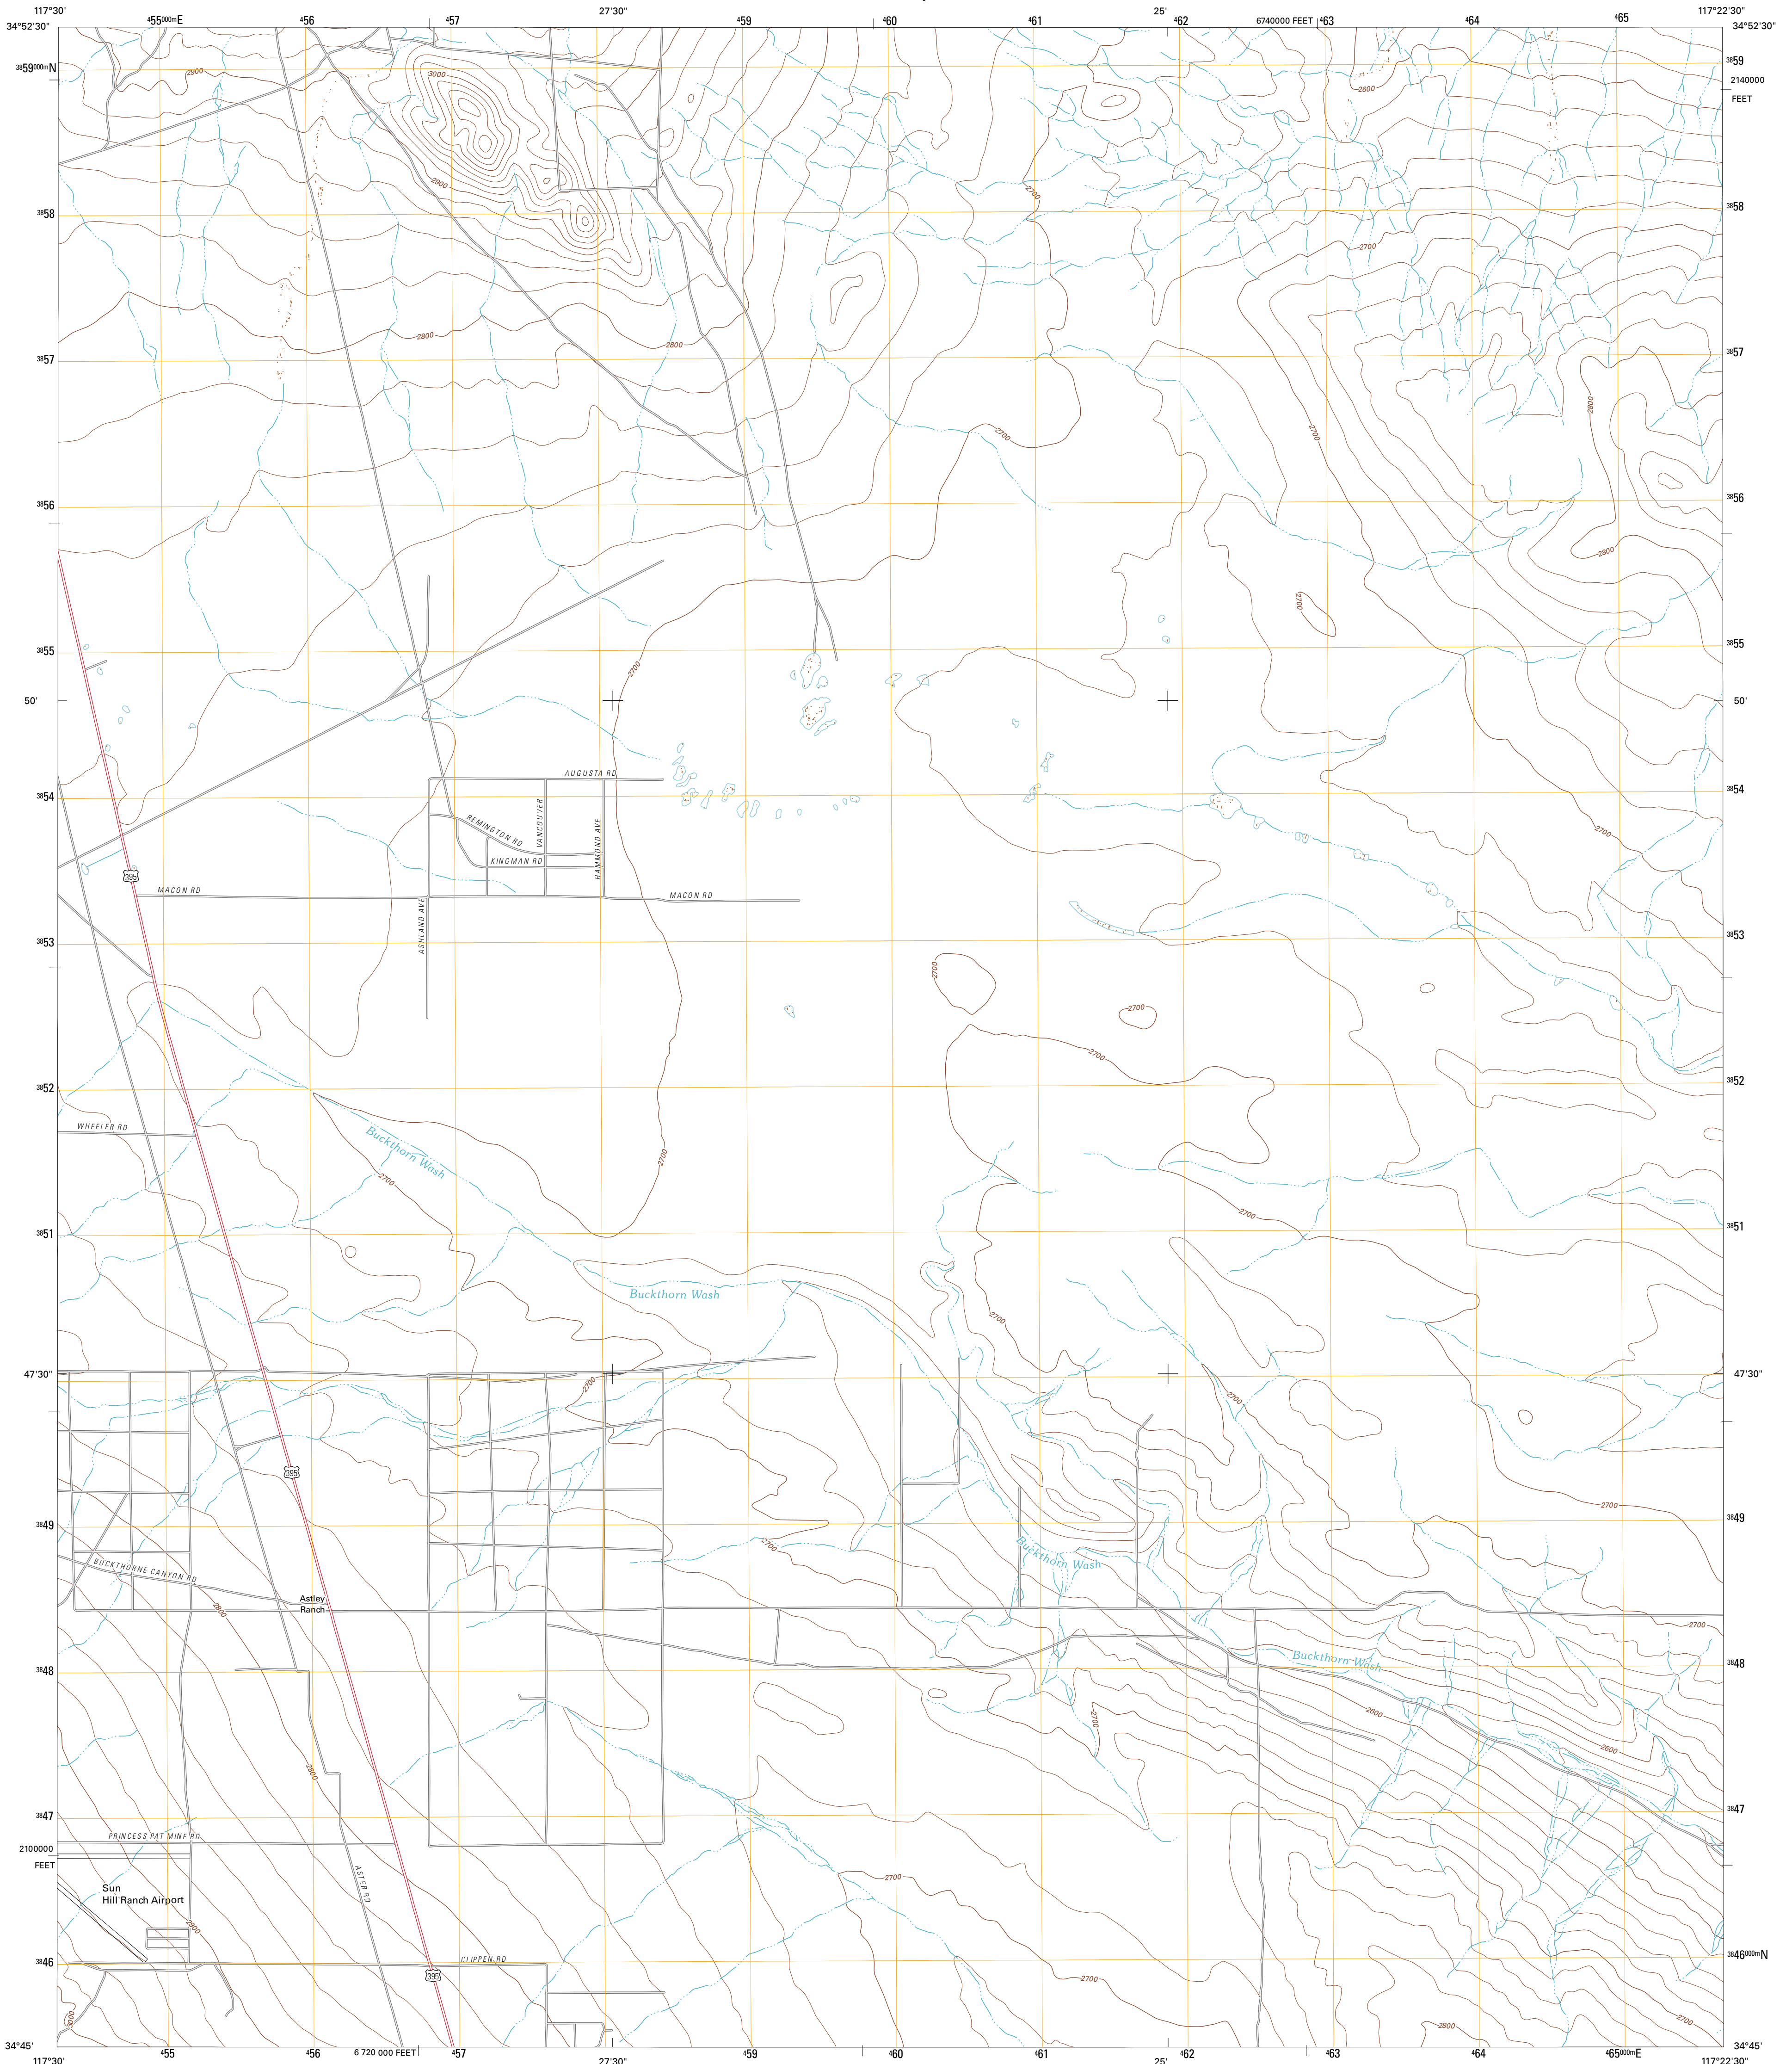 117°30' ⁴55⁰⁰⁰ᵐE ⁴56 ⁴57 27'30" ⁴59 ⁴60 ⁴61 25' ⁴62 6740000 FEET ⁴63 ⁴64 ⁴65 117°22'30"
34°52'30" 34°52'30"
³⁸59⁰⁰⁰ᵐN ³⁸59
2900 3000 2600
2140000
FEET
2900 2700
³⁸58 ³⁸58
2700
2800 2800
³⁸57 ³⁸57
2800
2700 2700
³⁸56 ³⁸56
2800
2700
³⁸55 ³⁸55
2700
50' 50'
AUGUSTA RD
³⁸54 ³⁸54
VANCOUVER
REMINGTON RD
HAMMOND AVE
2700
KINGMAN RD
395
MACON RD MACON RD
ASHLAND AVE
³⁸53 ³⁸53
2700
2700
2700
³⁸52 ³⁸52
WHEELER RD
Buckthorn Wash
2700
2700
2700
³⁸51 ³⁸51
Buckthorn Wash
2700
47'30" 47'30"
2700
2700
395
2700
³⁸49 ³⁸49
2700
Buckthorn Wash
BUCKTHORNE CANYON RD
Astley
Ranch
2800
2700
Buckthorn Wash
³⁸48 ³⁸48
2700
2600
2600
2800
³⁸47 ³⁸47
PRINCESS PAT MINE RD
2100000
FEET
ASTER RD
2700
Sun
Hill Ranch Airport
2900
³⁸46 ³⁸46⁰⁰⁰ᵐN
CLIPPEN RD
395
2700
3000
2700
2800
34°45' 34°45'
117°30' ⁴55 ⁴56 6 720 000 FEET ⁴57 27'30" ⁴59 ⁴60 ⁴61 25' ⁴62 ⁴63 ⁴64 ⁴65⁰⁰⁰ᵐE 117°22'30"